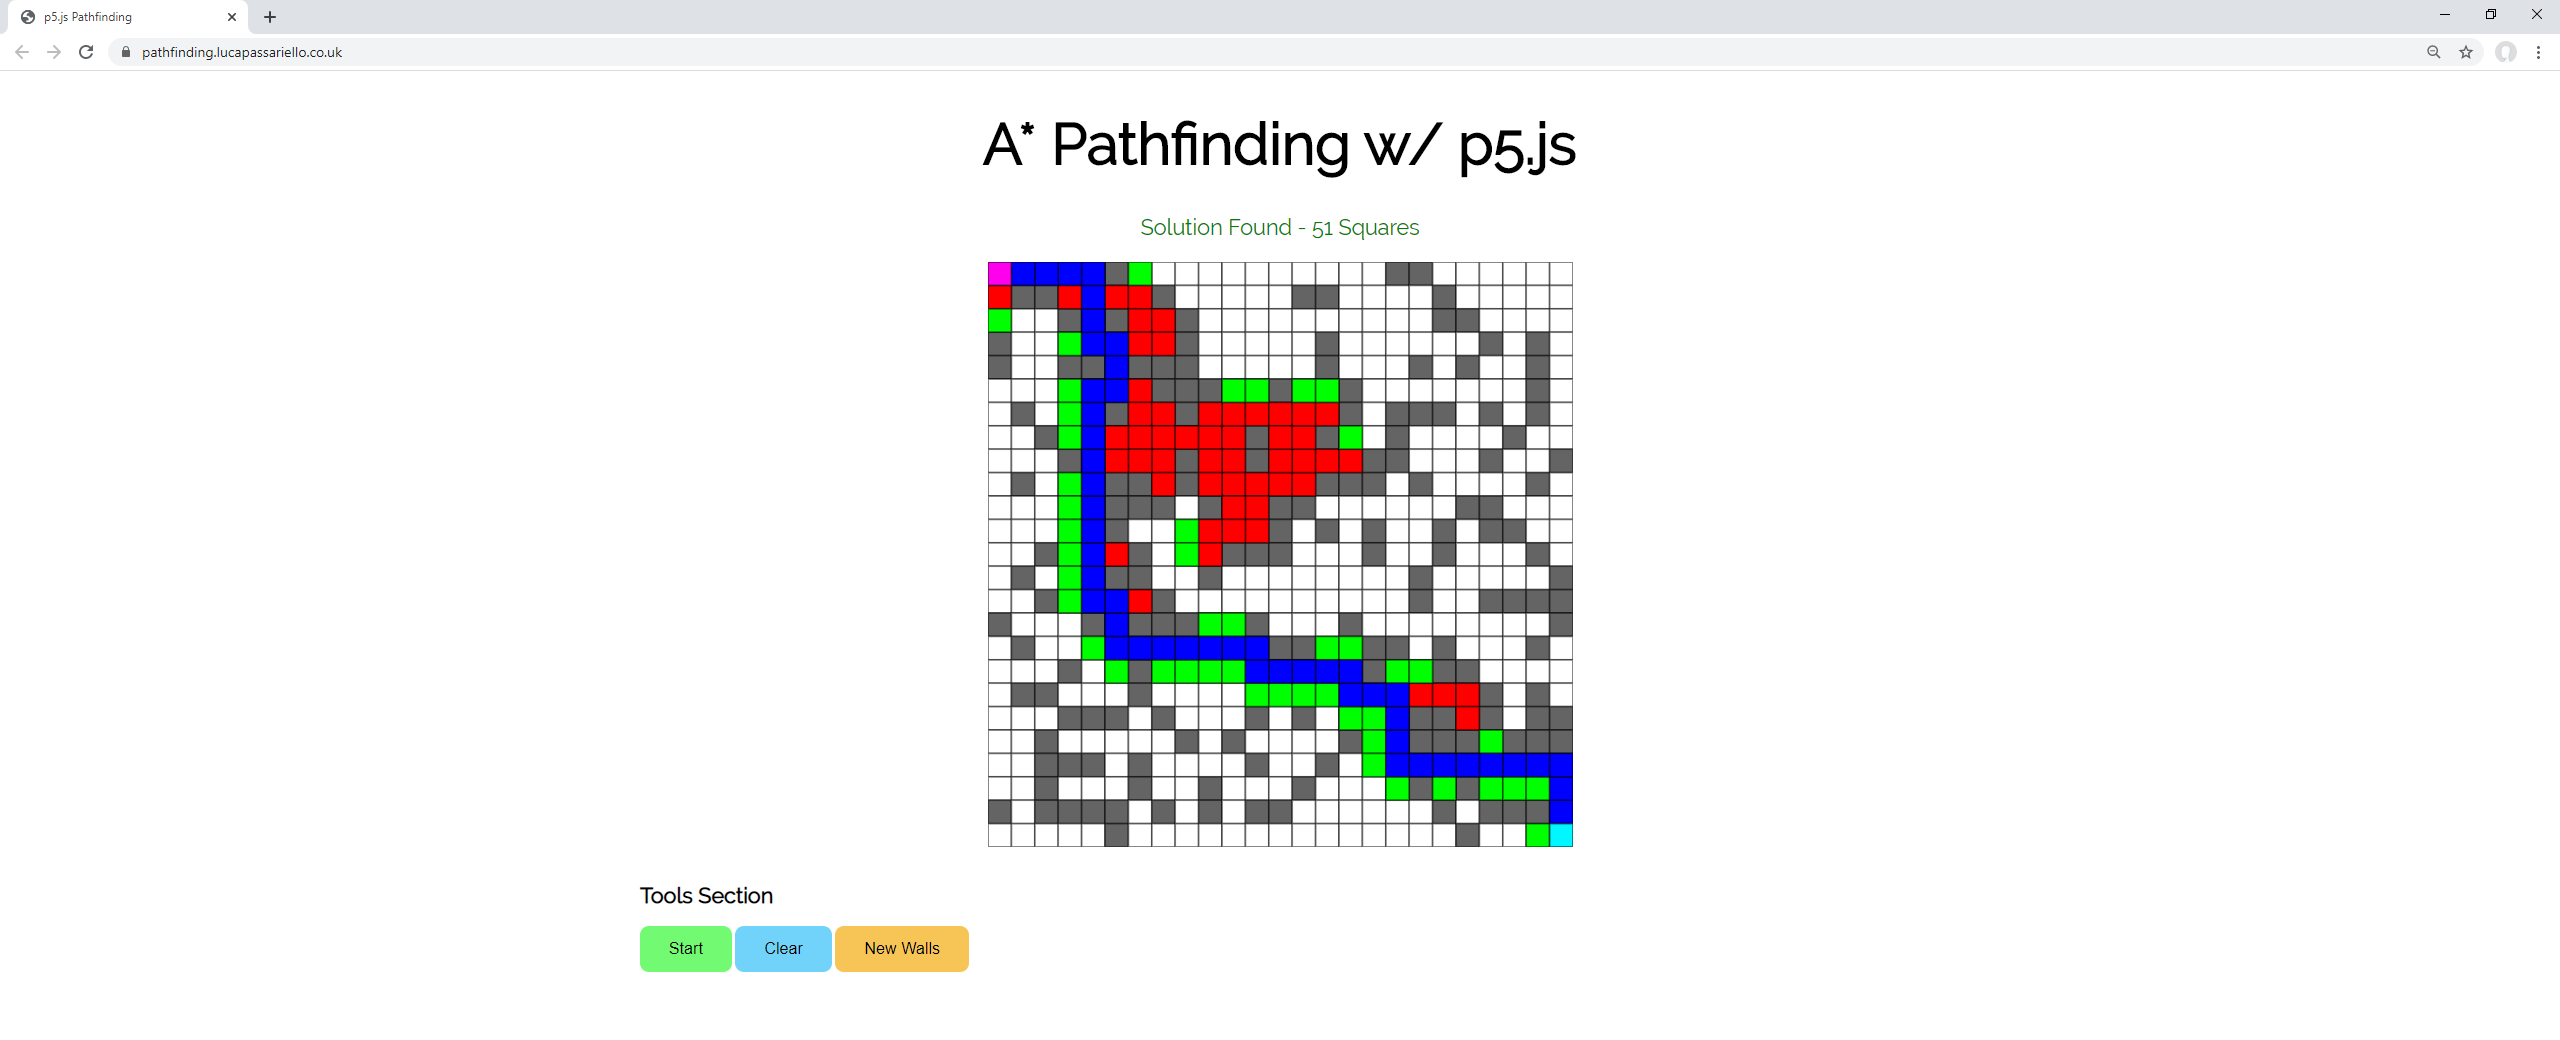 p5.js Pathfinding
pathfinding.lucapassariello.co.uk
A* Pathfinding w/ p5.js
Solution Found - 51 Squares
Tools Section
Start Clear New Walls